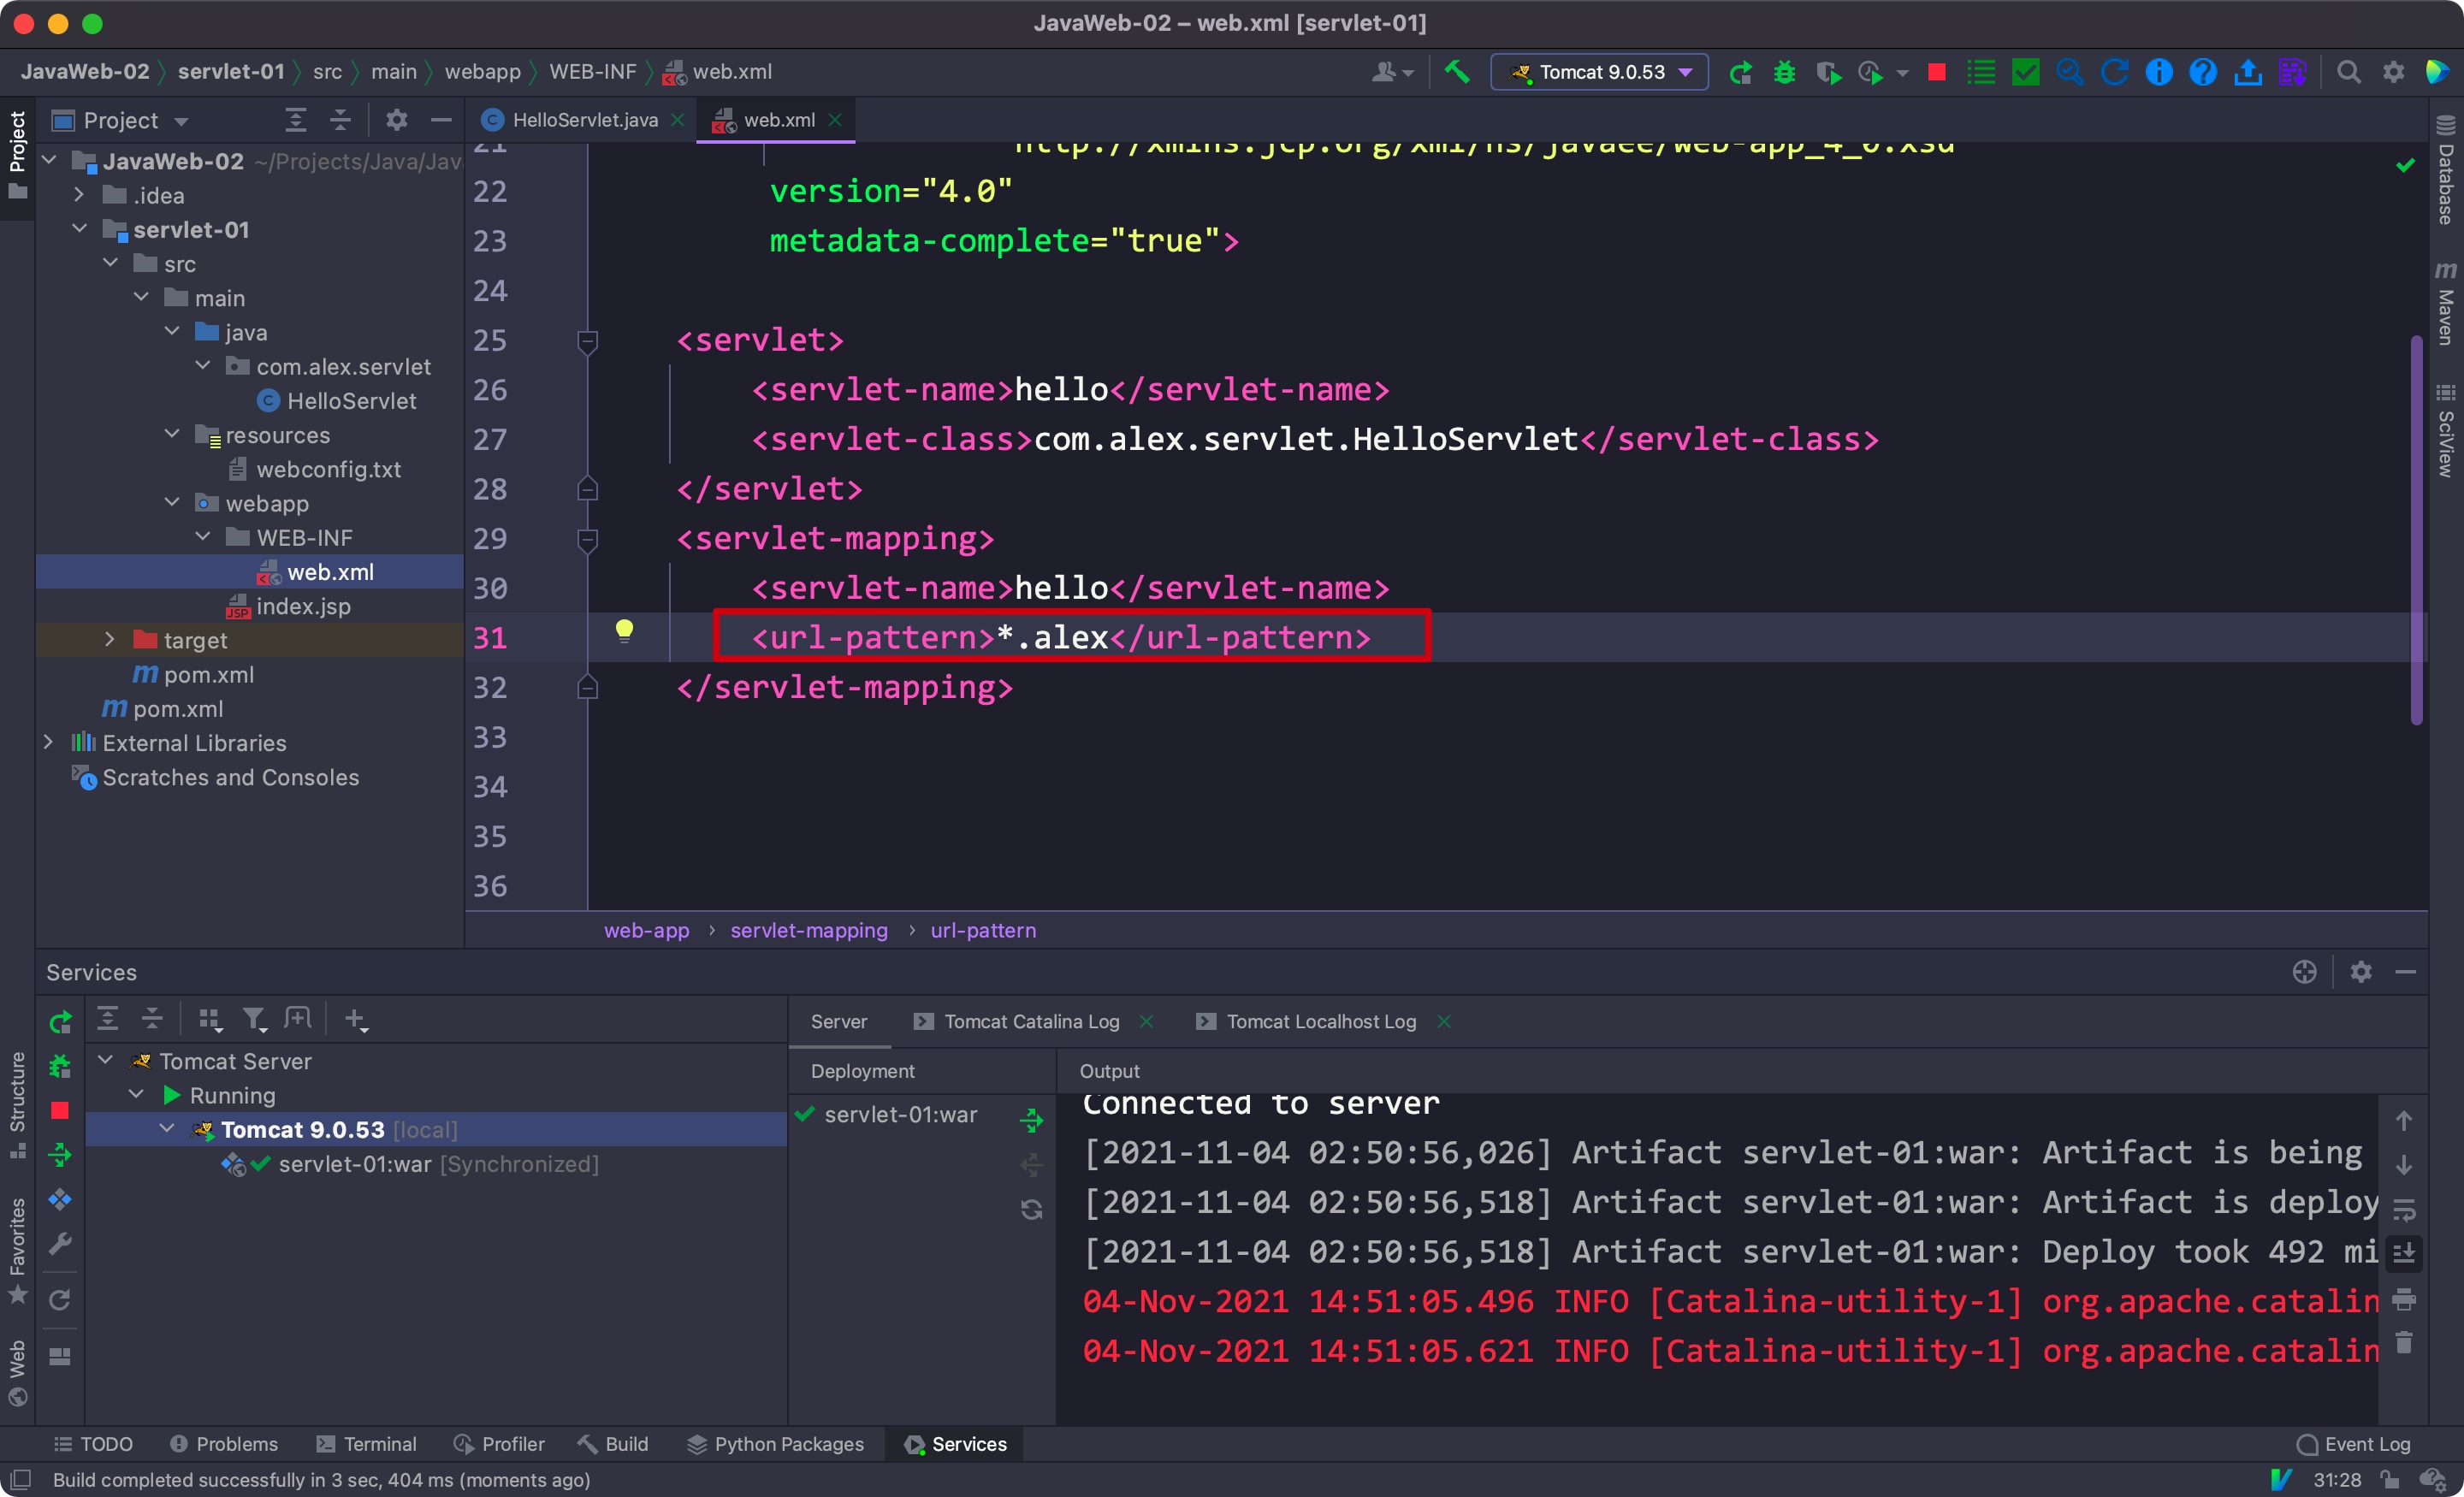 JavaWeb-02 – web.xml [servlet-01]
JavaWeb-02 servlet-01 src main webapp WEB-INF web.xml
Tomcat 9.0.53
Project
HelloServlet.java
web.xml
Project
JavaWeb-02 ~/Projects/Java/Jav
.idea
servlet-01
src
main
java
com.alex.servlet
HelloServlet
resources
webconfig.txt
webapp
WEB-INF
web.xml
JSP index.jsp
target
m pom.xml
m pom.xml
External Libraries
Scratches and Consoles
21 http://xmlns.jcp.org/xml/ns/javaee/web-app_4_0.xsd
22 version="4.0"
23 metadata-complete="true">
24
25 <servlet>
26 <servlet-name>hello</servlet-name>
27 <servlet-class>com.alex.servlet.HelloServlet</servlet-class>
28 </servlet>
29 <servlet-mapping>
30 <servlet-name>hello</servlet-name>
31 <url-pattern>*.alex</url-pattern>
32 </servlet-mapping>
33
34
35
36
web-app › servlet-mapping › url-pattern
Database
m Maven
SciView
Services
Structure
Favorites
Web
Tomcat Server
Running
Tomcat 9.0.53 [local]
servlet-01:war [Synchronized]
Server
Tomcat Catalina Log
Tomcat Localhost Log
Deployment
Output
servlet-01:war
Connected to server
[2021-11-04 02:50:56,026] Artifact servlet-01:war: Artifact is being
[2021-11-04 02:50:56,518] Artifact servlet-01:war: Artifact is deploy
[2021-11-04 02:50:56,518] Artifact servlet-01:war: Deploy took 492 mi
04-Nov-2021 14:51:05.496 INFO [Catalina-utility-1] org.apache.catalin
04-Nov-2021 14:51:05.621 INFO [Catalina-utility-1] org.apache.catalin
TODO
Problems
Terminal
Profiler
Build
Python Packages
Services
Event Log
Build completed successfully in 3 sec, 404 ms (moments ago)
31:28